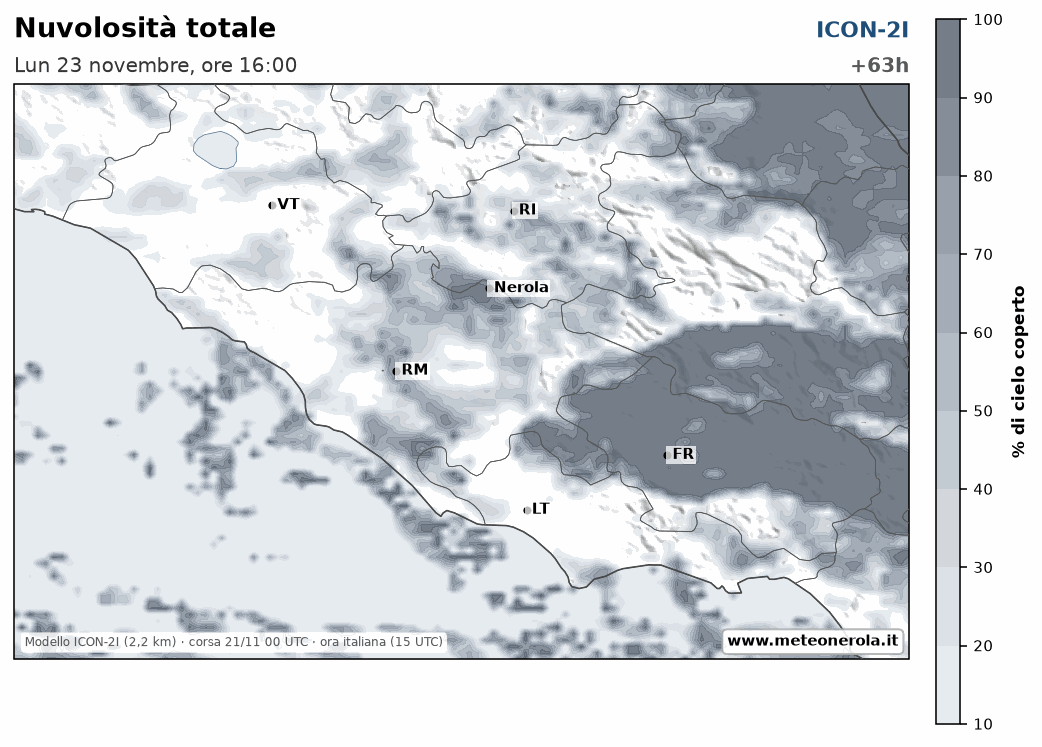 Nuvolosità totale
ICON-2I
Lun 23 novembre, ore 16:00
+63h
100
90
80
70
60
50
40
30
20
10
% di cielo coperto
VT
RI
Nerola
RM
FR
LT
Modello ICON-2I (2,2 km) · corsa 21/11 00 UTC · ora italiana (15 UTC)
www.meteonerola.it